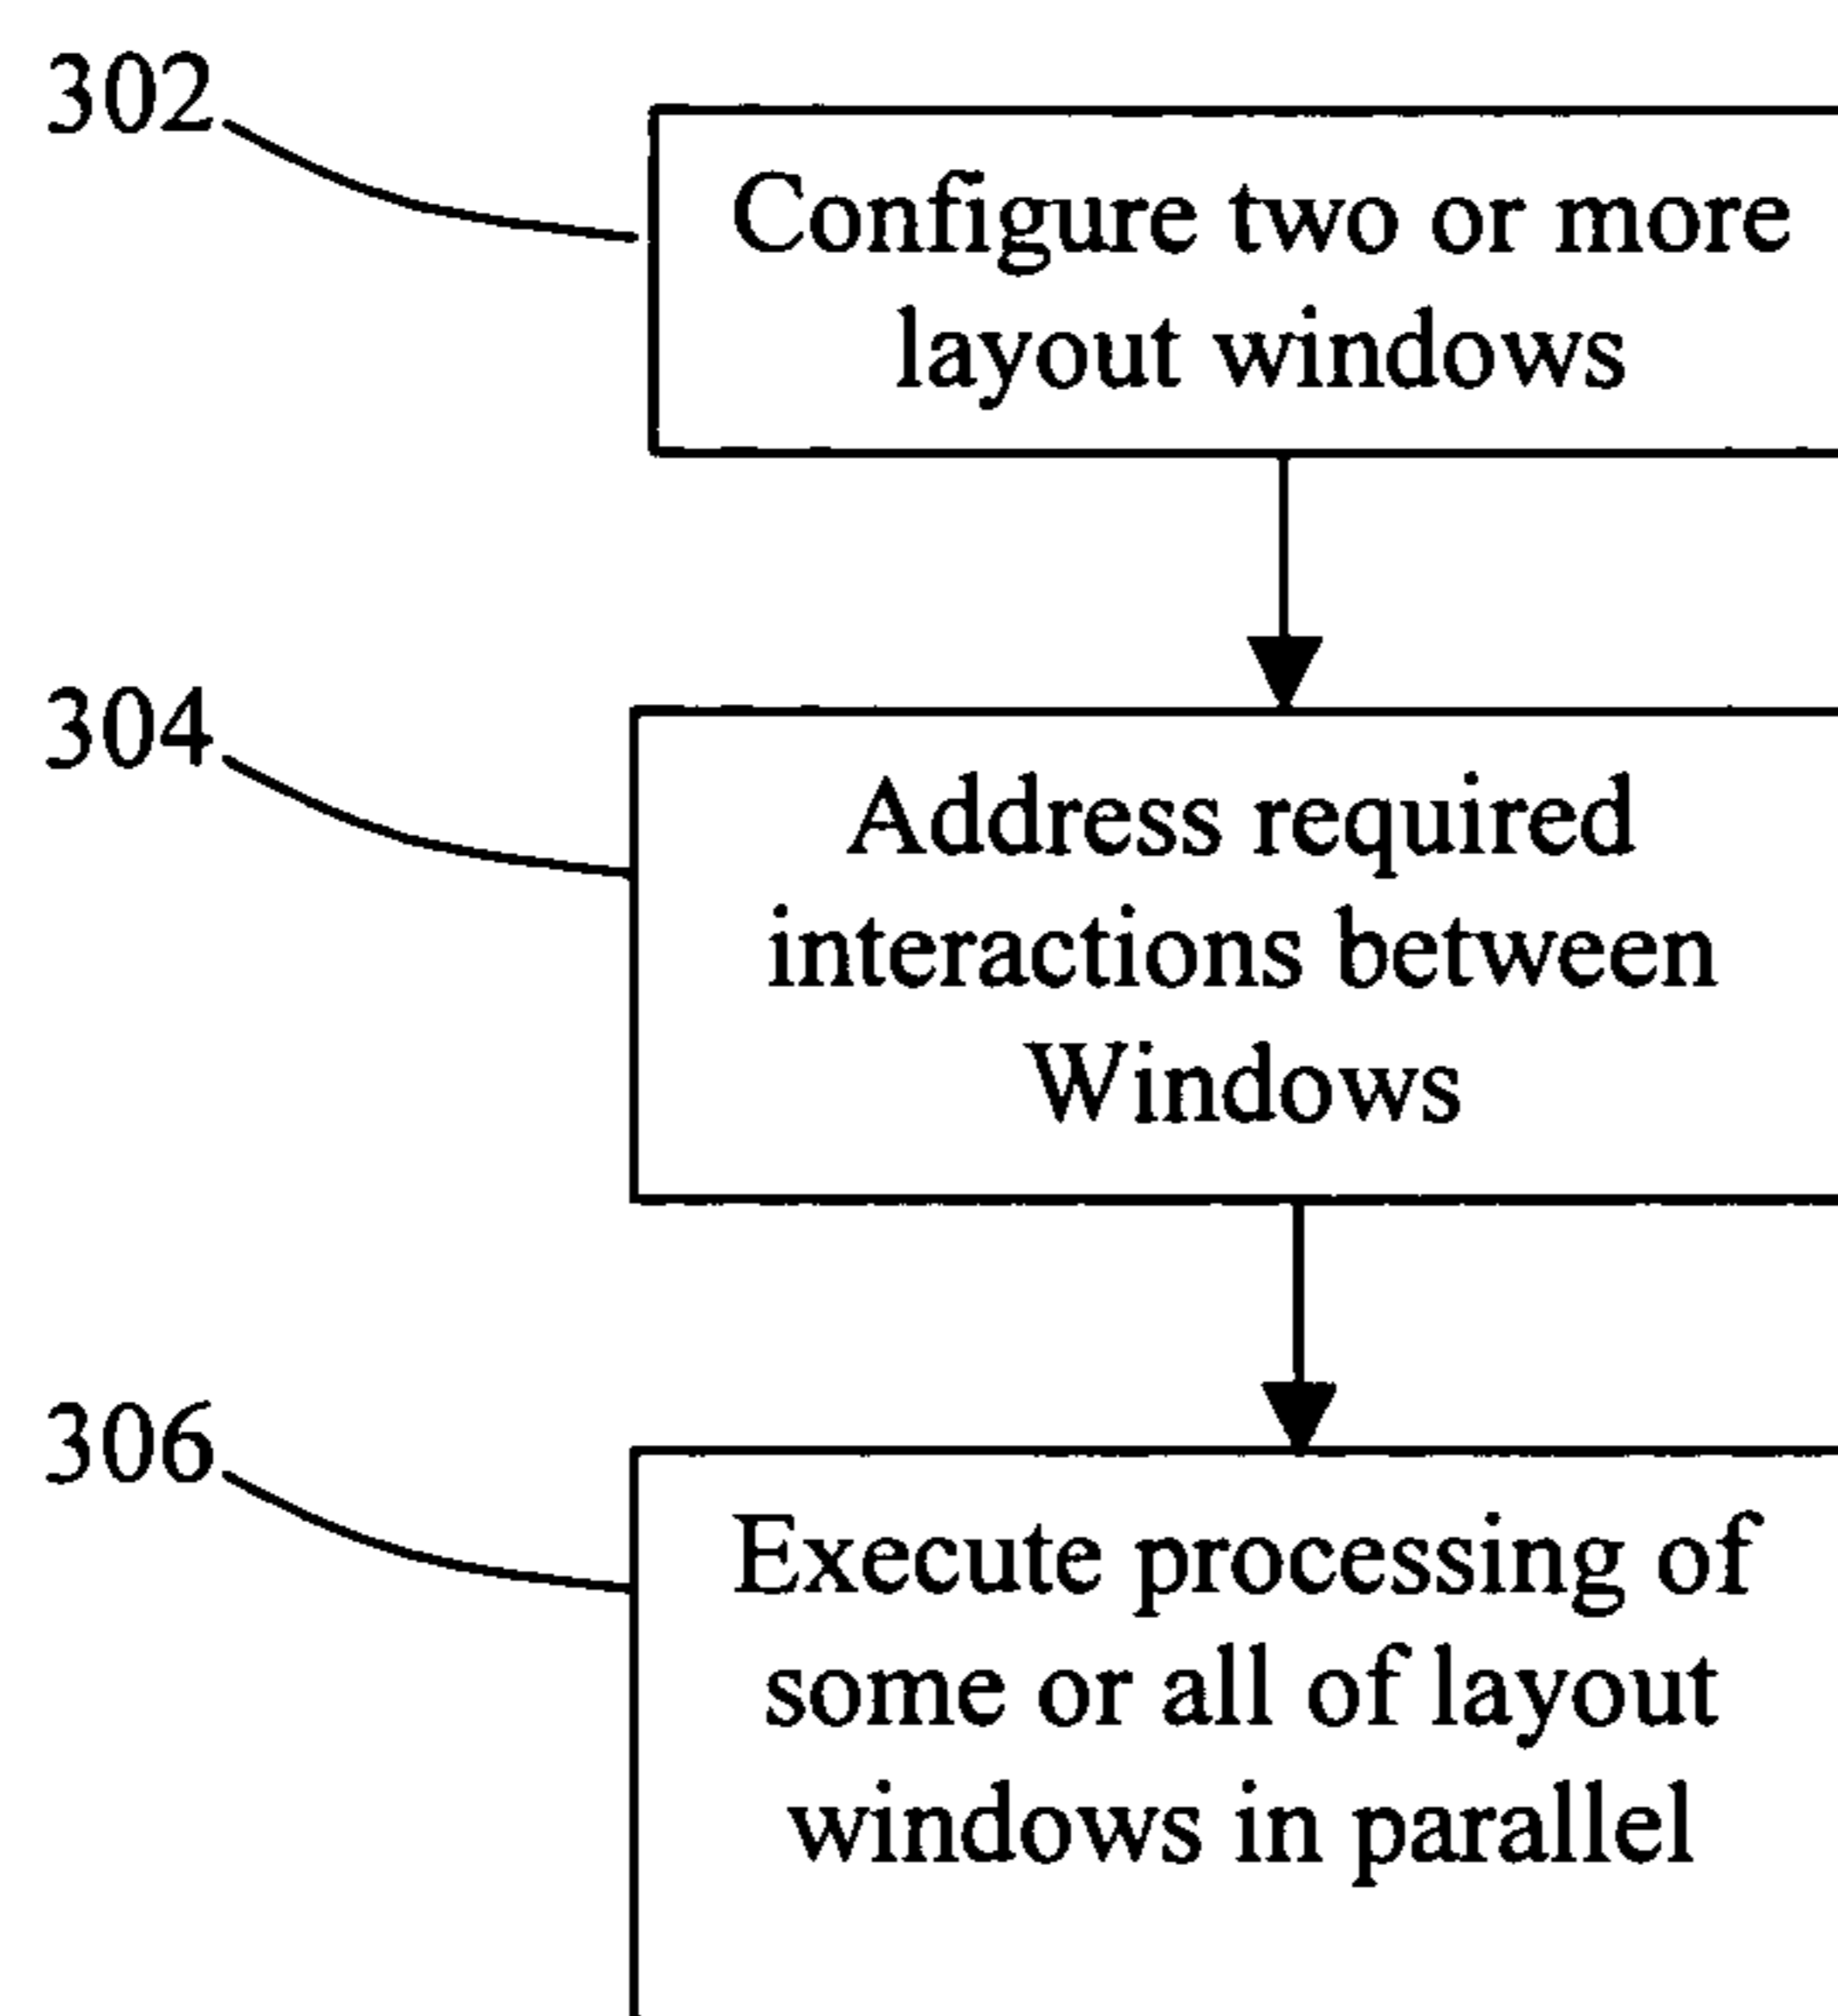 302
Configure two or more
layout windows
304
Address required
interactions between
Windows
306
Execute processing of
some or all of layout
windows in parallel